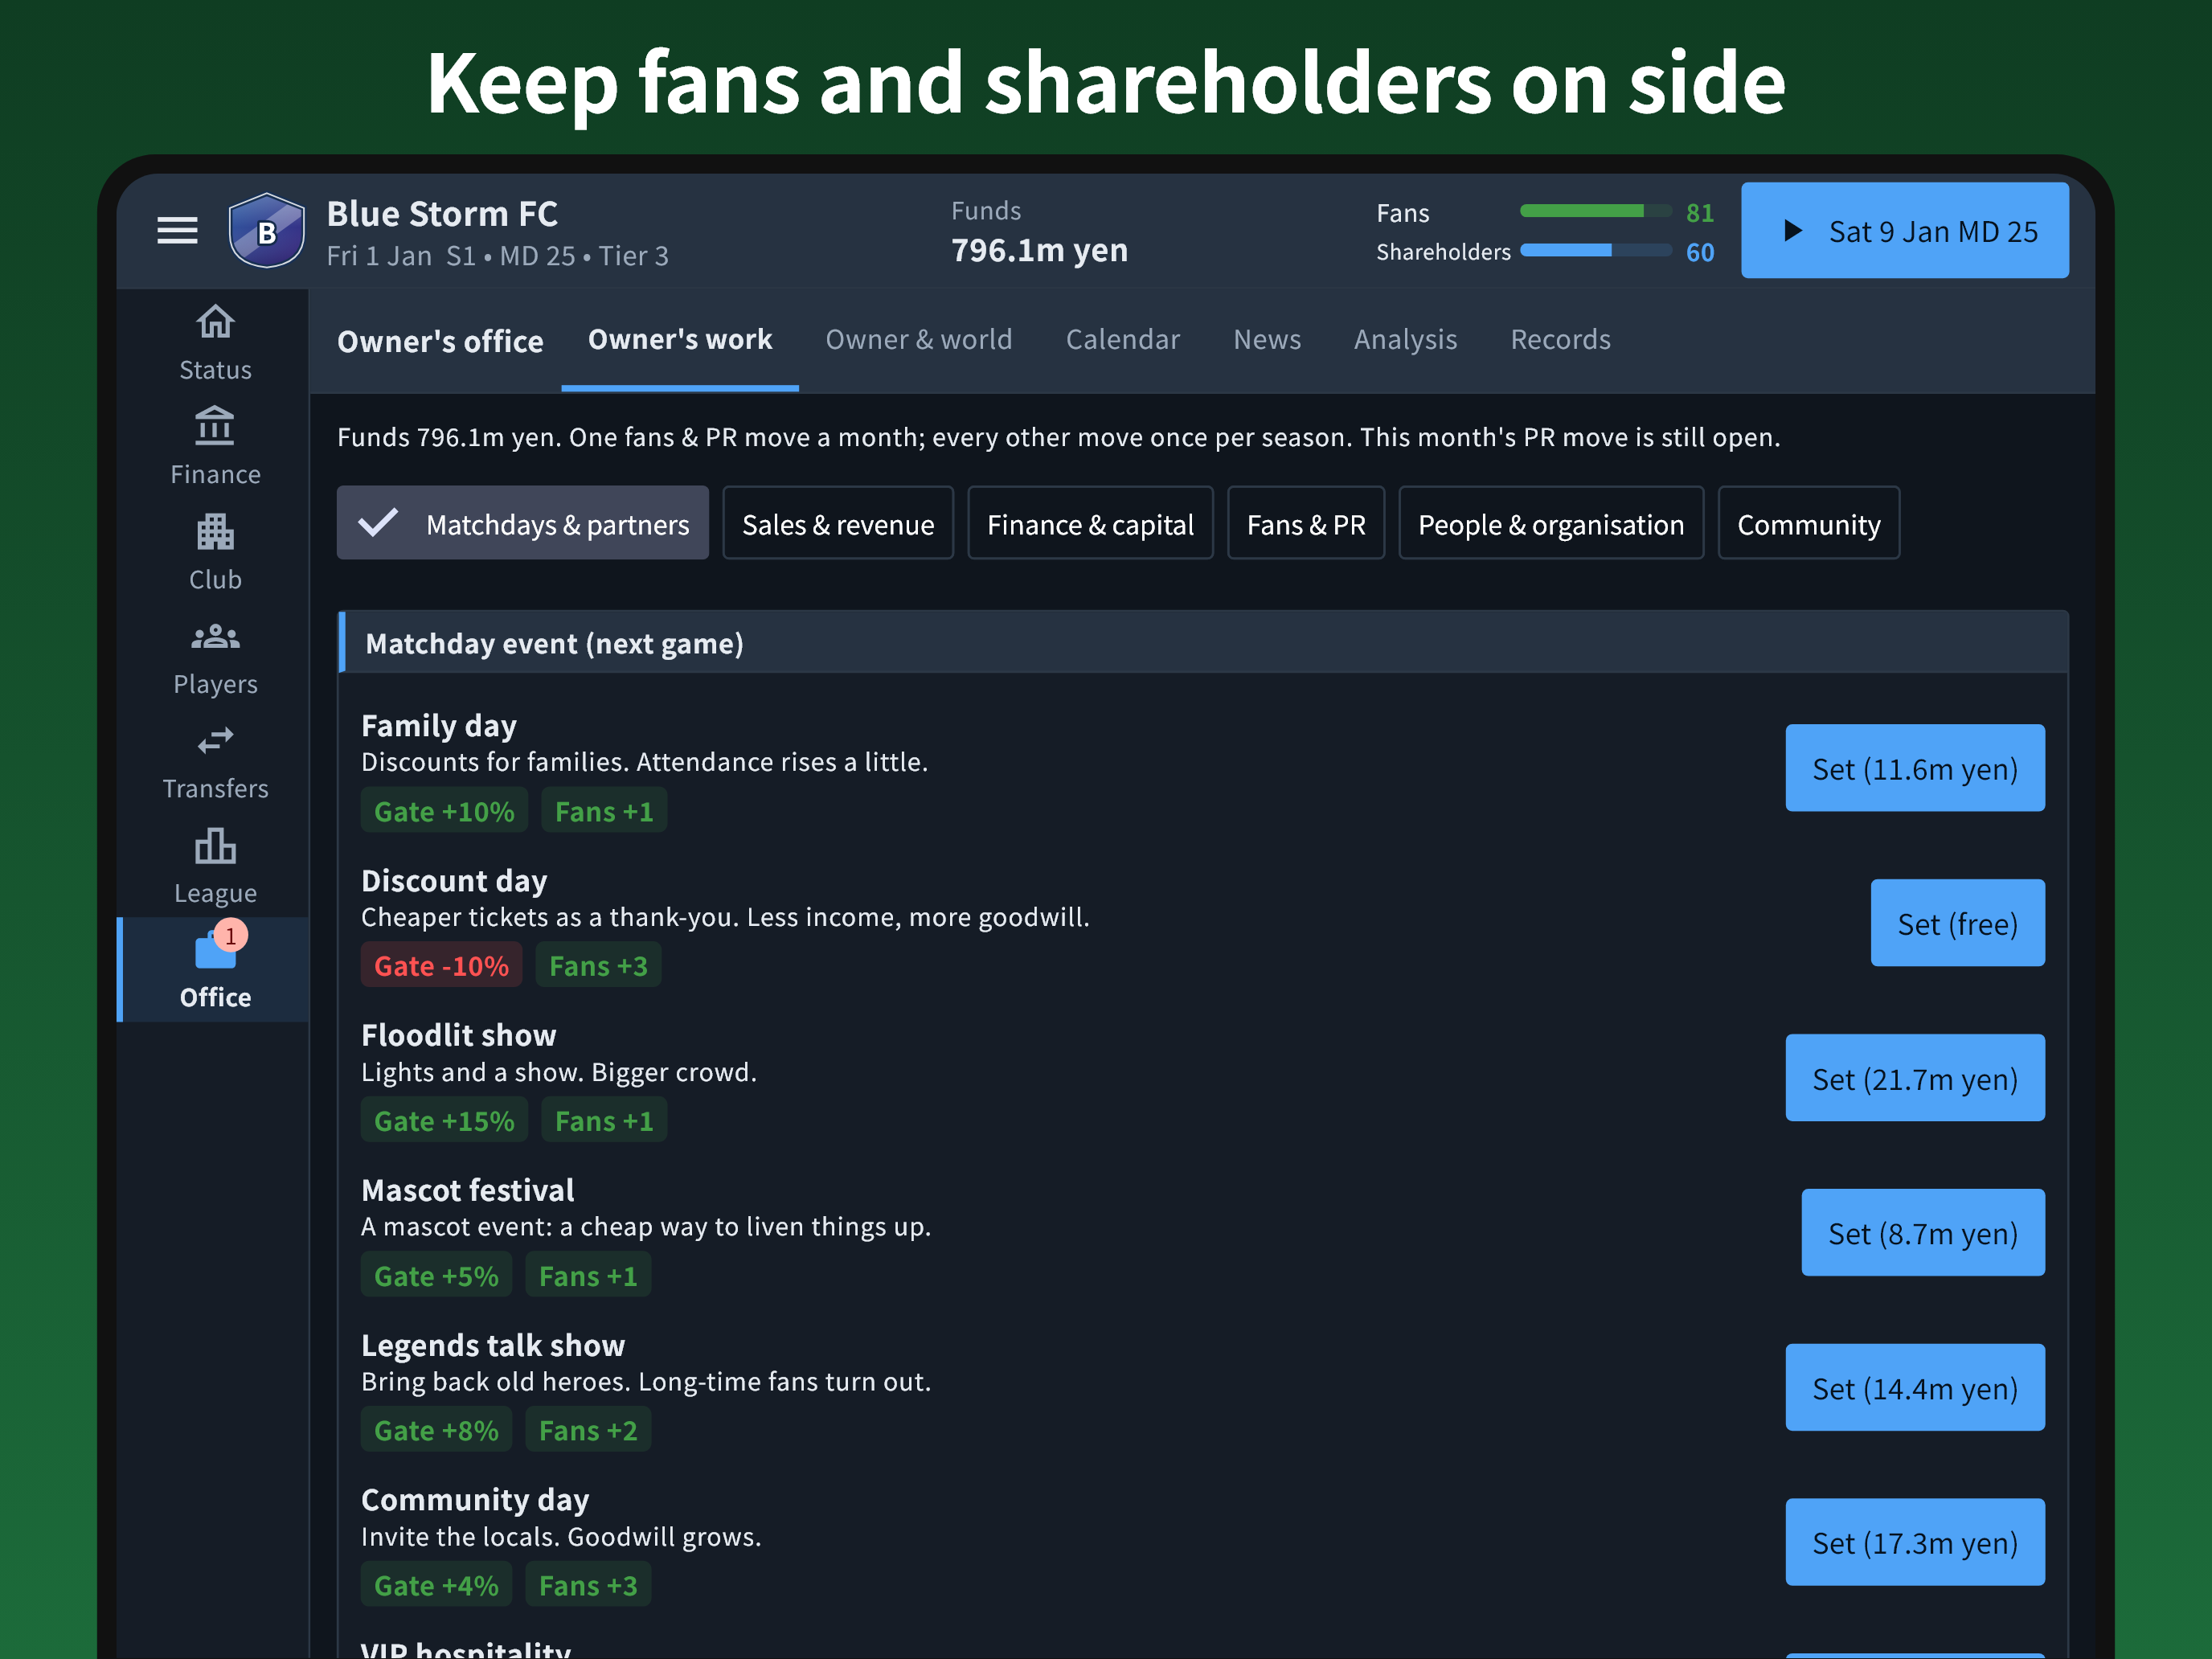 Keep fans and shareholders on side
B
Blue Storm FC
Fri 1 Jan S1 • MD 25 • Tier 3
Funds
796.1m yen
Fans 81
Shareholders 60
Sat 9 Jan MD 25
Status
Finance
Club
Players
Transfers
League
1
Office
Owner's office
Owner's work
Owner & world
Calendar
News
Analysis
Records
Funds 796.1m yen. One fans & PR move a month; every other move once per season. This month's PR move is still open.
Matchdays & partners
Sales & revenue
Finance & capital
Fans & PR
People & organisation
Community
Matchday event (next game)
Family day
Discounts for families. Attendance rises a little.
Gate +10% Fans +1
Set (11.6m yen)
Discount day
Cheaper tickets as a thank-you. Less income, more goodwill.
Gate -10% Fans +3
Set (free)
Floodlit show
Lights and a show. Bigger crowd.
Gate +15% Fans +1
Set (21.7m yen)
Mascot festival
A mascot event: a cheap way to liven things up.
Gate +5% Fans +1
Set (8.7m yen)
Legends talk show
Bring back old heroes. Long-time fans turn out.
Gate +8% Fans +2
Set (14.4m yen)
Community day
Invite the locals. Goodwill grows.
Gate +4% Fans +3
Set (17.3m yen)
VIP hospitality